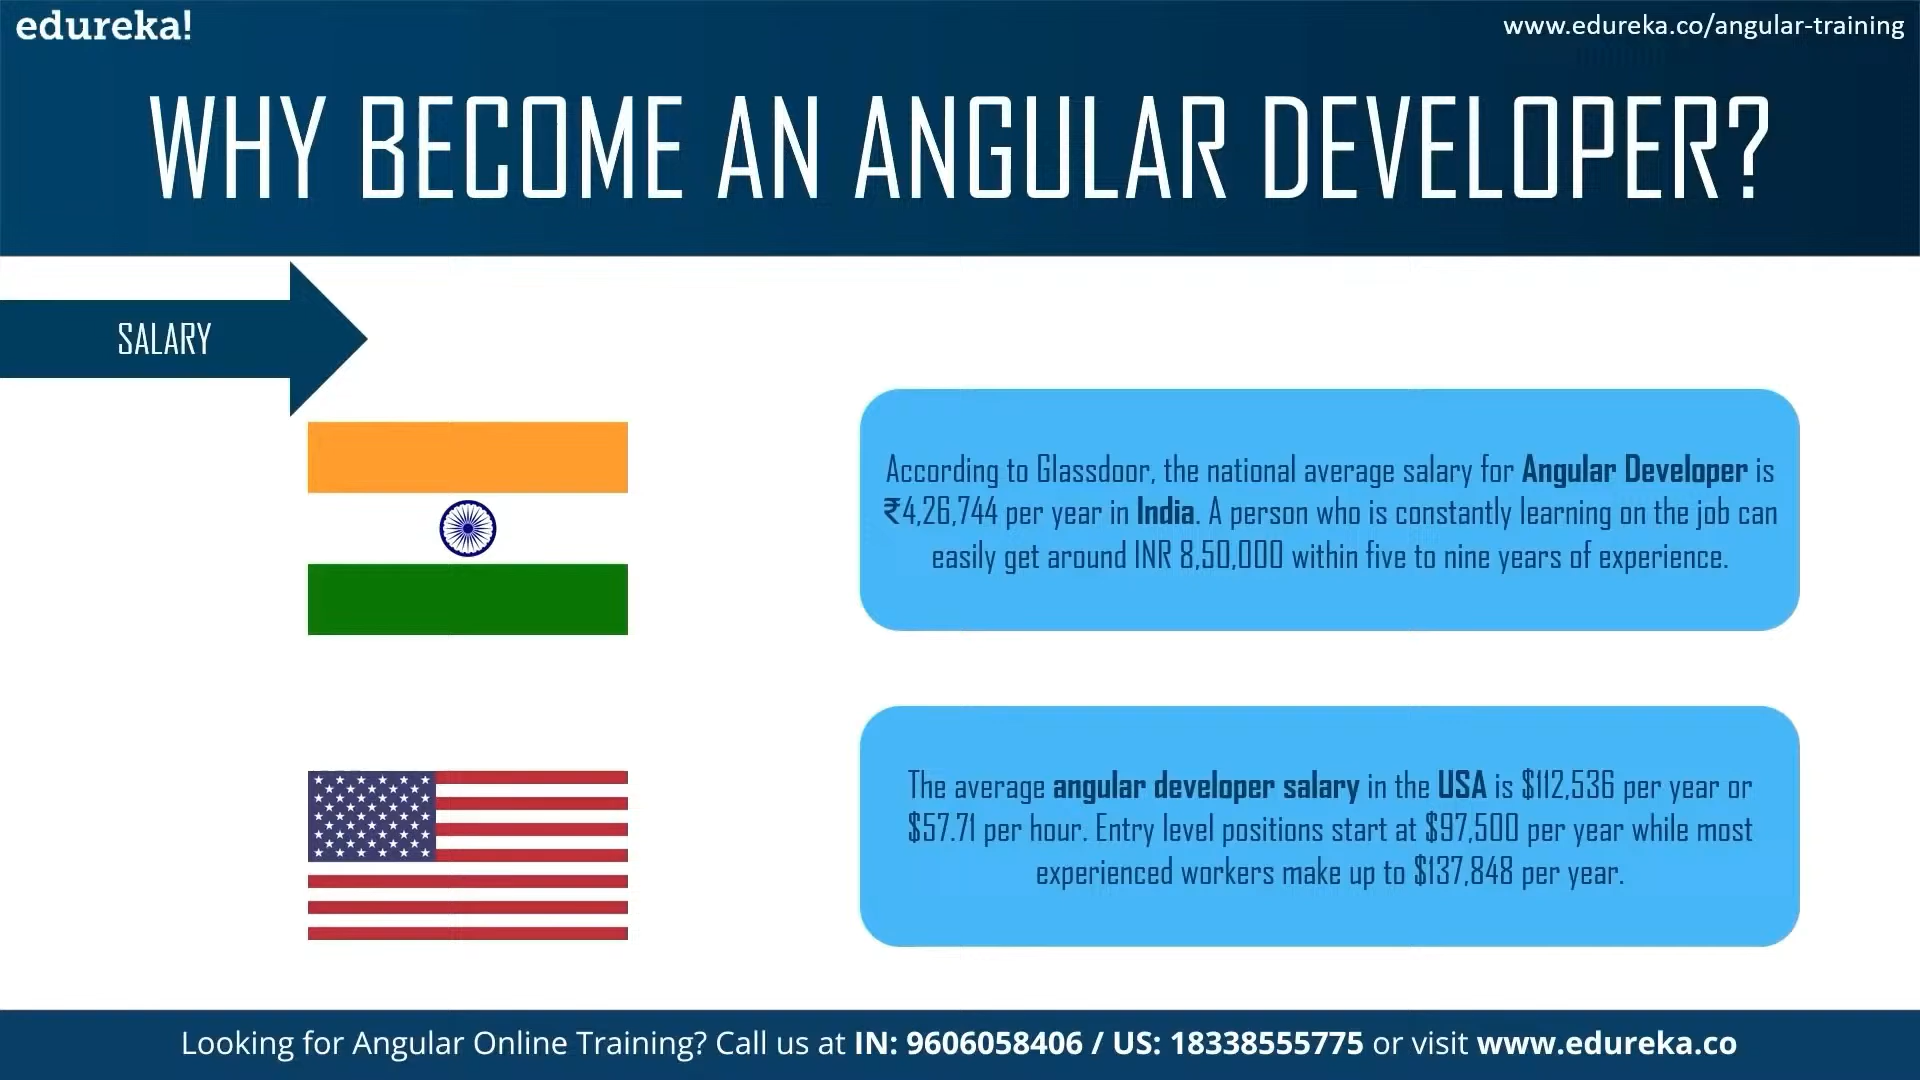 edureka!
www.edureka.co/angular-training
WHY BECOME AN ANGULAR DEVELOPER?
SALARY
According to Glassdoor, the national average salary for Angular Developer is
₹4,26,744 per year in India. A person who is constantly learning on the job can
easily get around INR 8,50,000 within five to nine years of experience.
The average angular developer salary in the USA is $112,536 per year or
$57.71 per hour. Entry level positions start at $97,500 per year while most
experienced workers make up to $137,848 per year.
Looking for Angular Online Training? Call us at IN: 9606058406 / US: 18338555775 or visit www.edureka.co